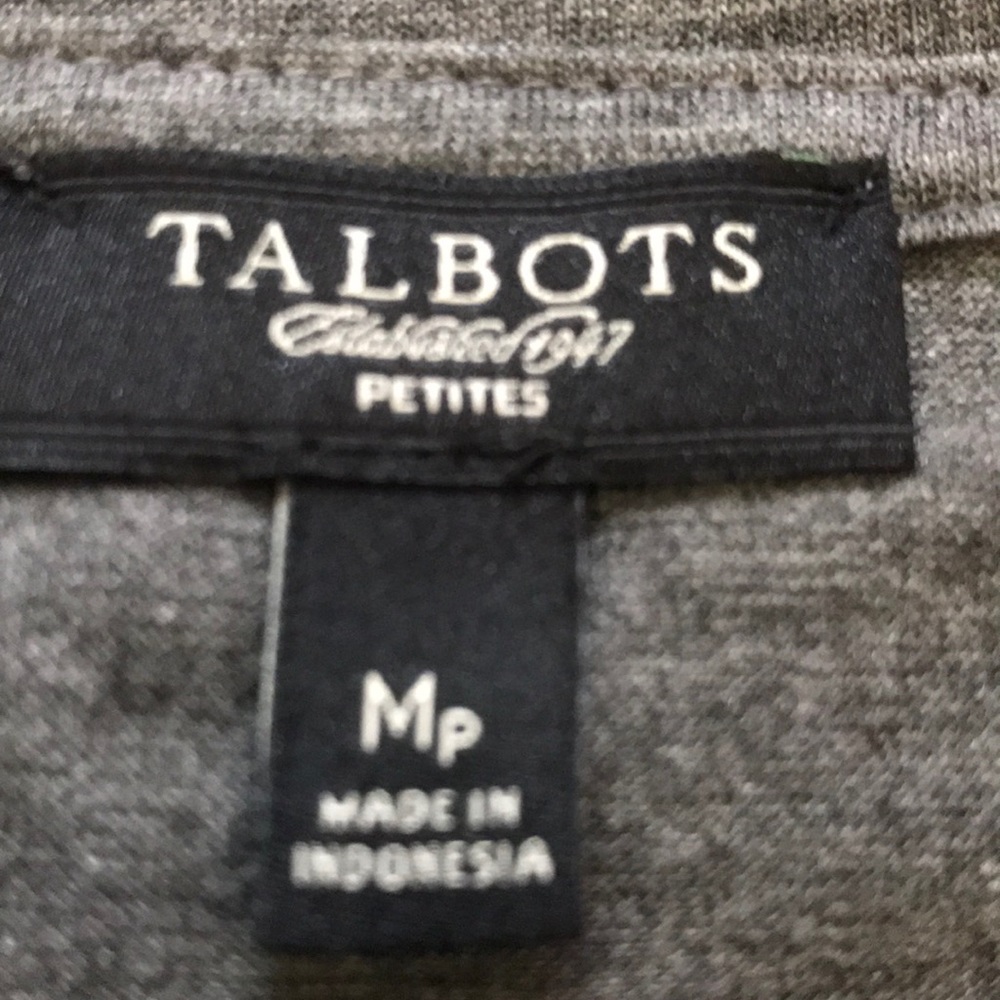 TALBOTS
Established 1947
PETITES
MP
MADE IN
INDONESIA